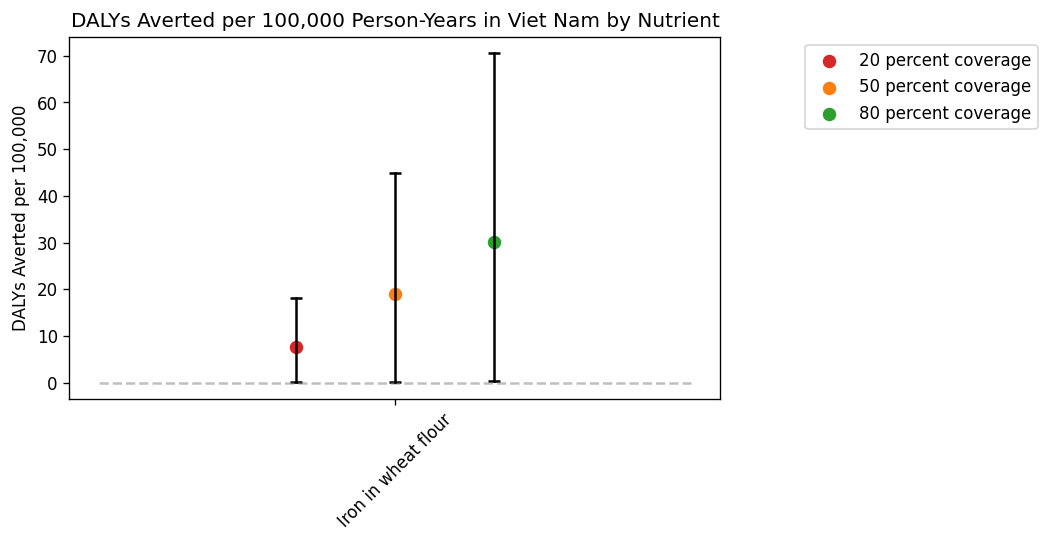 DALYs Averted per 100,000 Person-Years in Viet Nam by Nutrient
DALYs Averted per 100,000
70
60
50
40
30
20
10
0
Iron in wheat flour
20 percent coverage
50 percent coverage
80 percent coverage